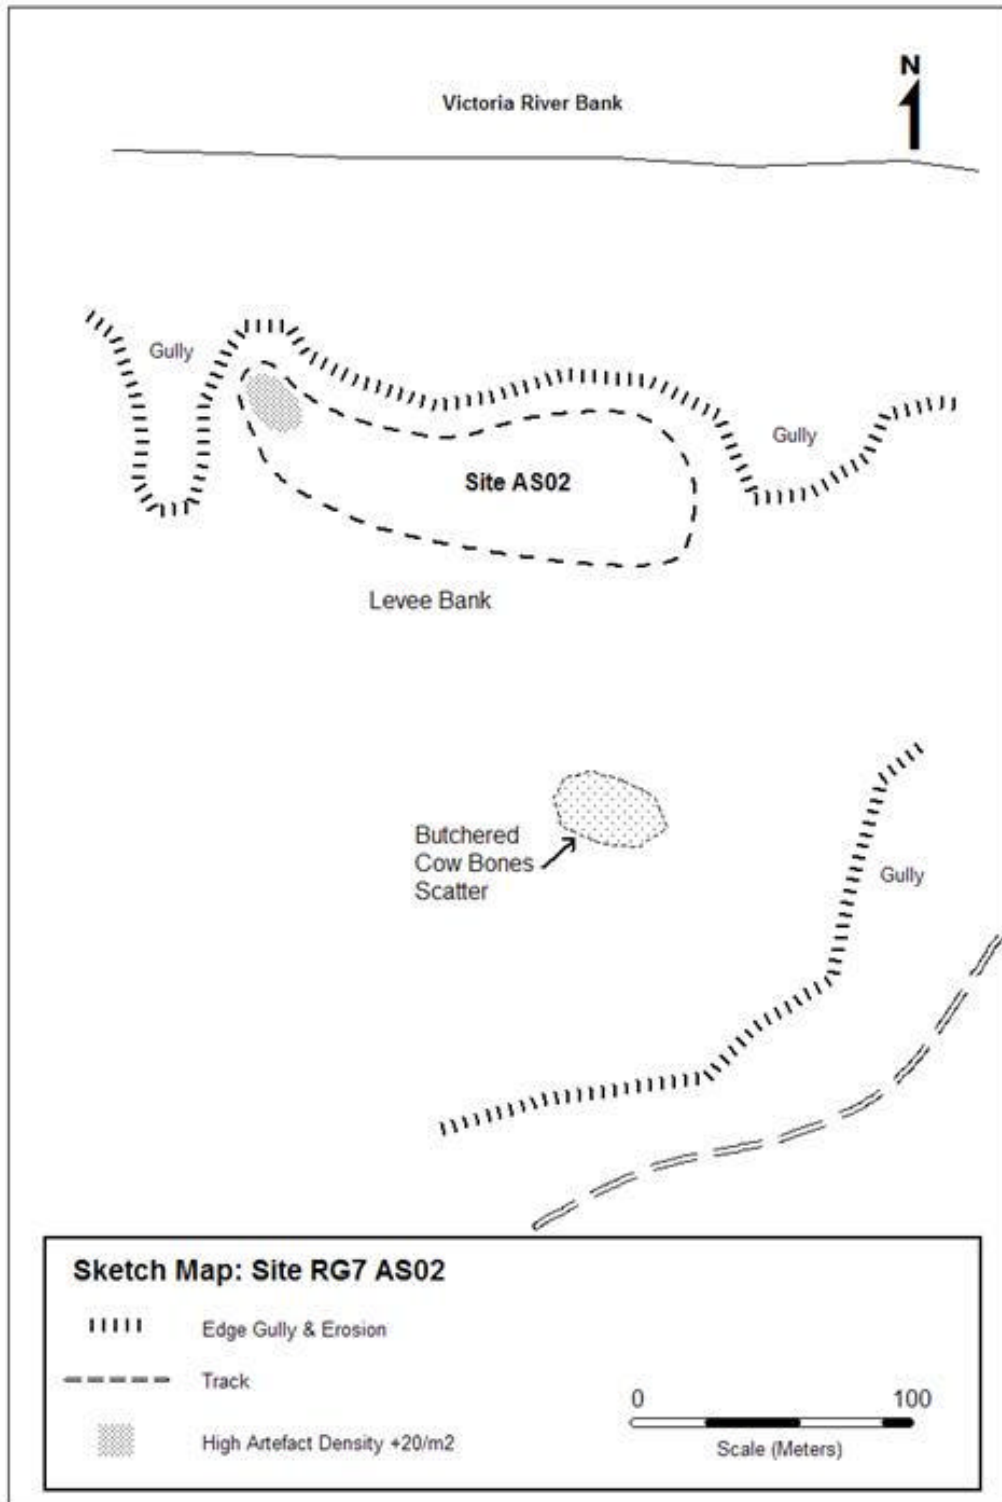 N
Victoria River Bank
Gully
Gully
Site AS02
Levee Bank
Butchered
Cow Bones
Scatter
Gully
Sketch Map: Site RG7 AS02
Edge Gully & Erosion
Track
High Artefact Density +20/m2
0 100
Scale (Meters)